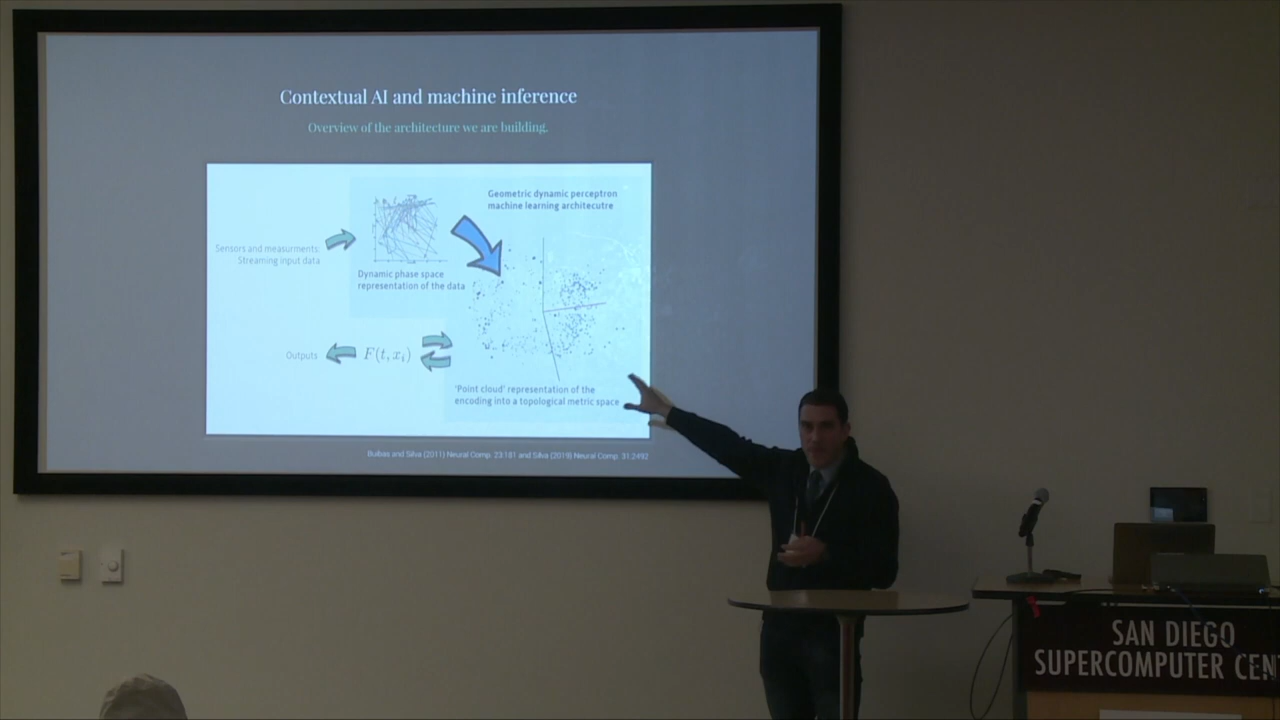 Contextual AI and machine inference
Overview of the architecture we are building.
Geometric dynamic perceptron
machine learning architecutre
Sensors and measurments:
Streaming input data
Dynamic phase space
representation of the data
Outputs
F(t, x_i)
'Point cloud' representation of the
encoding into a topological metric space
Buibas and Silva (2011) Neural Comp. 23:181 and Silva (2019) Neural Comp. 31:2492
SAN DIEGO
SUPERCOMPUTER CEN